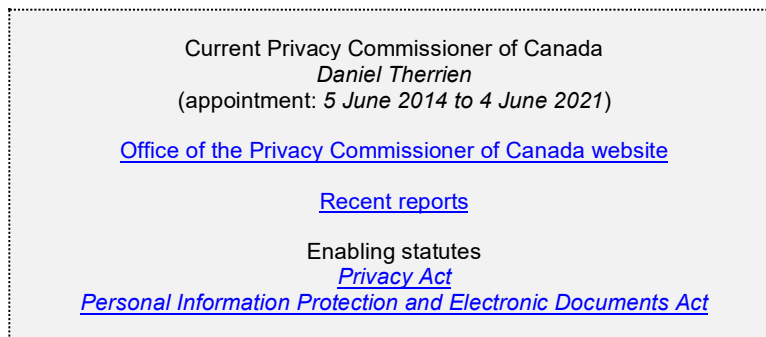 Current Privacy Commissioner of Canada
Daniel Therrien
(appointment: 5 June 2014 to 4 June 2021)
Office of the Privacy Commissioner of Canada website
Recent reports
Enabling statutes
Privacy Act
Personal Information Protection and Electronic Documents Act